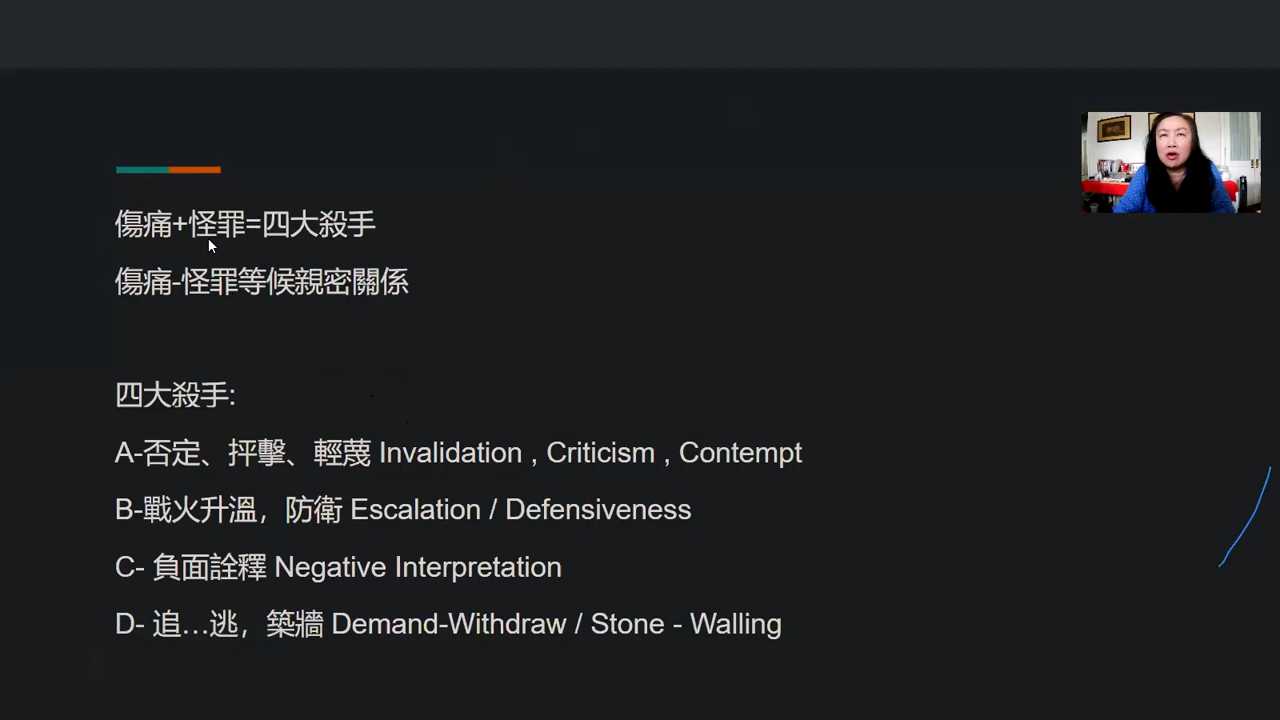 傷痛+怪罪=四大殺手
傷痛-怪罪等候親密關係
四大殺手:
A-否定、抨擊、輕蔑 Invalidation , Criticism , Contempt
B-戰火升溫，防衛 Escalation / Defensiveness
C- 負面詮釋 Negative Interpretation
D- 追…逃，築牆 Demand-Withdraw / Stone - Walling